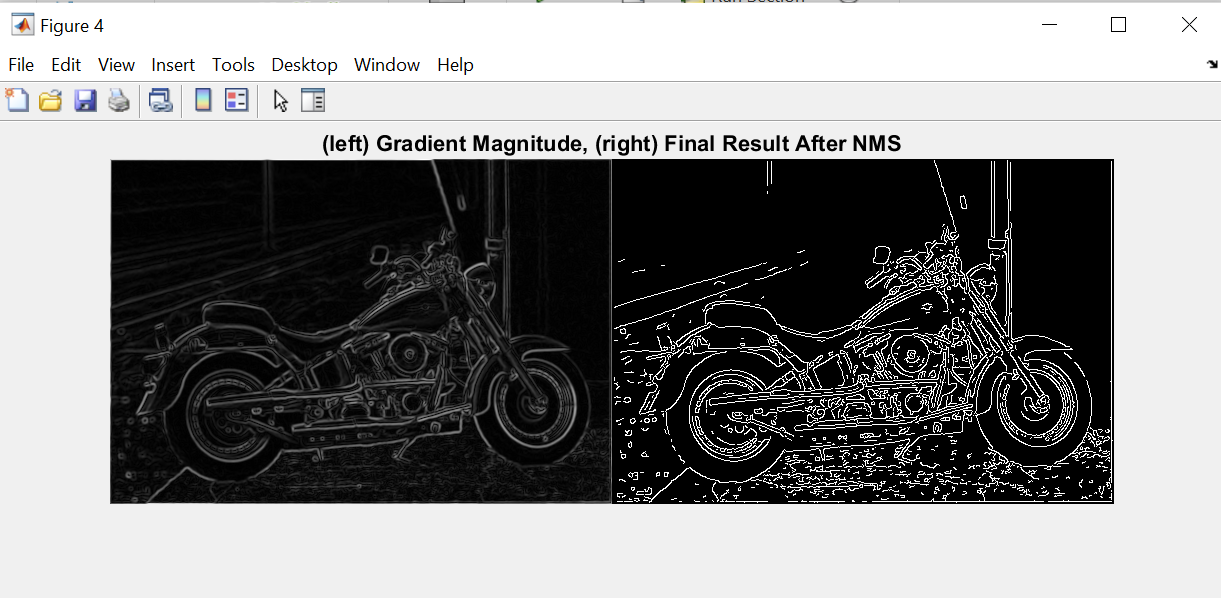 Figure 4
File Edit View Insert Tools Desktop Window Help
(left) Gradient Magnitude, (right) Final Result After NMS